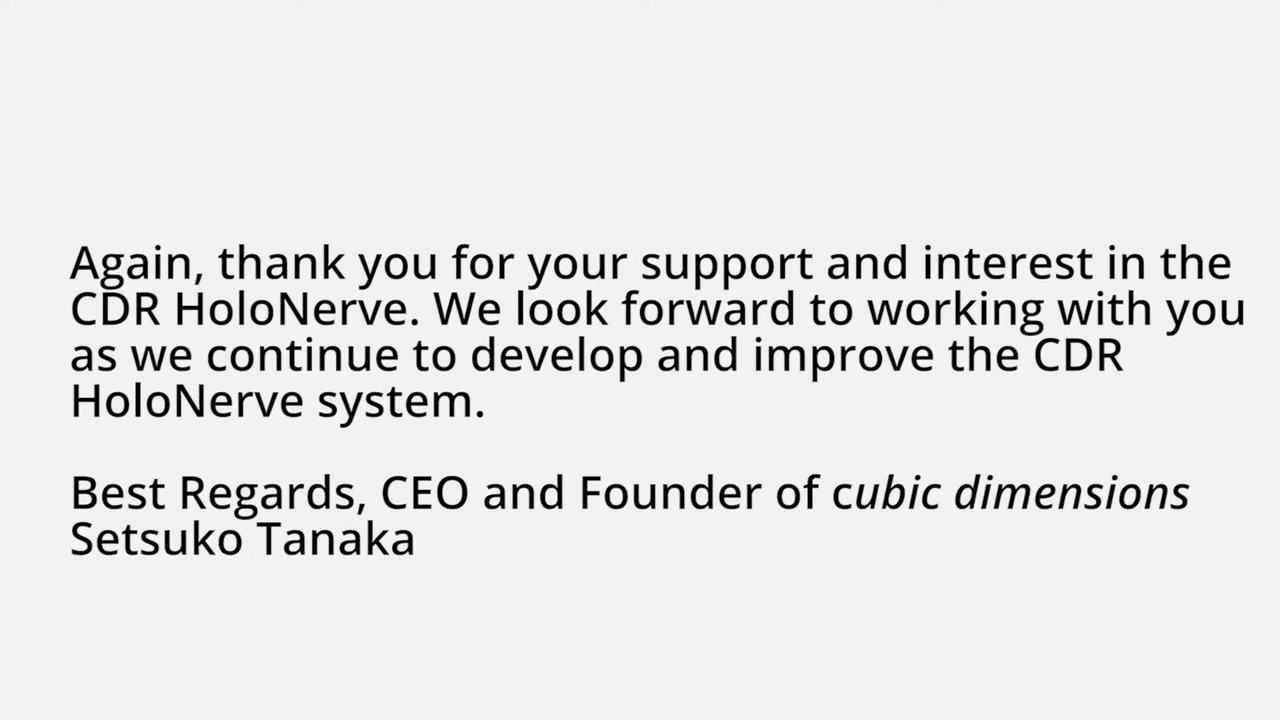 Again, thank you for your support and interest in the
CDR HoloNerve. We look forward to working with you
as we continue to develop and improve the CDR
HoloNerve system.
Best Regards, CEO and Founder of cubic dimensions
Setsuko Tanaka